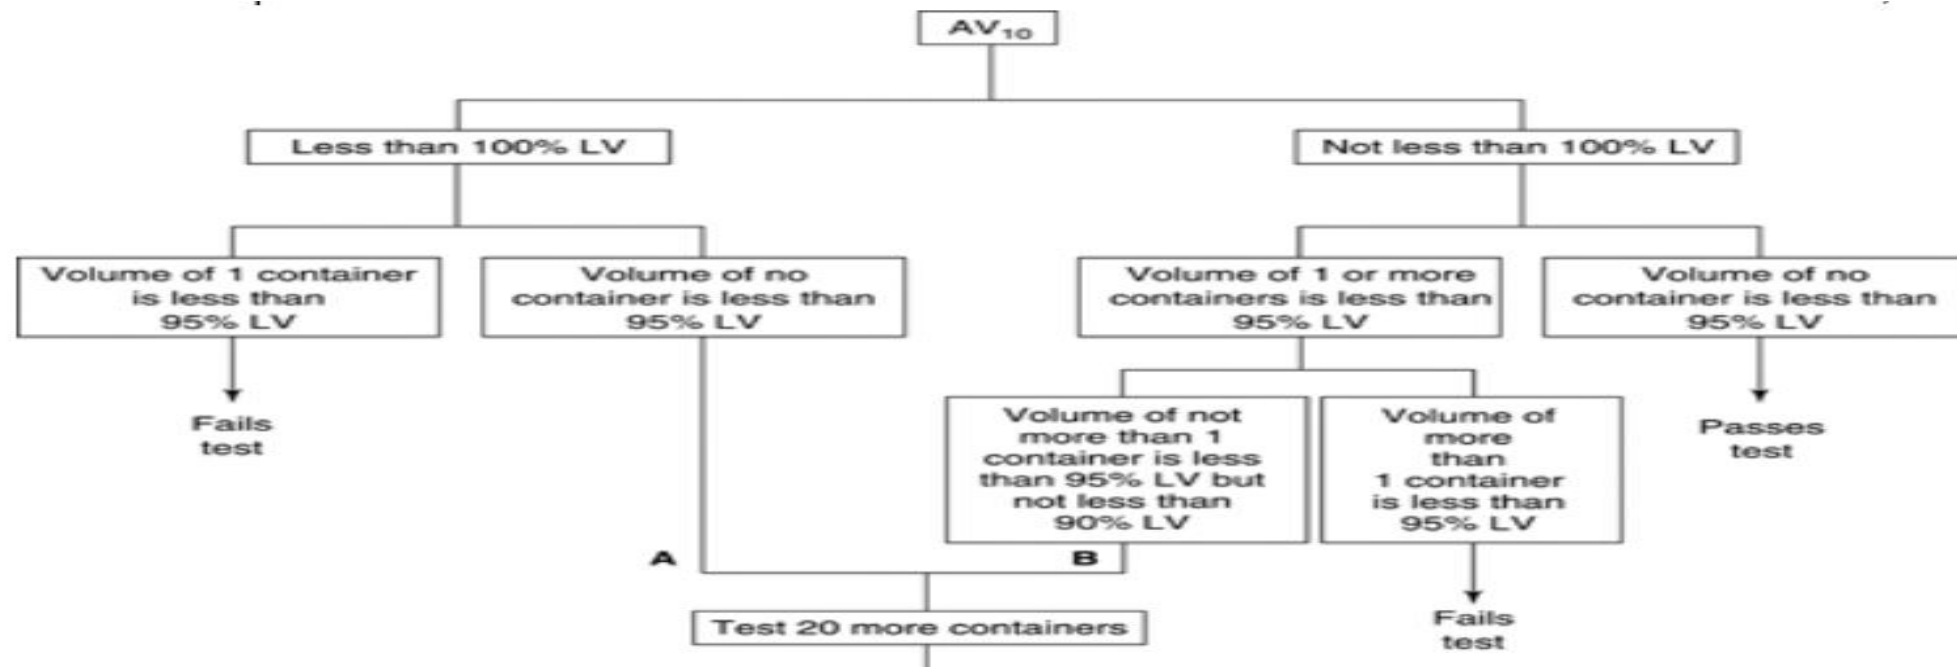 AV10
Less than 100% LV
Not less than 100% LV
Volume of 1 container
is less than
95% LV
Volume of no
container is less than
95% LV
Volume of 1 or more
containers is less than
95% LV
Volume of no
container is less than
95% LV
Fails
test
Volume of not
more than 1
container is less
than 95% LV but
not less than
90% LV
Volume of
more
than
1 container
is less than
95% LV
Passes
test
A
B
Test 20 more containers
Fails
test